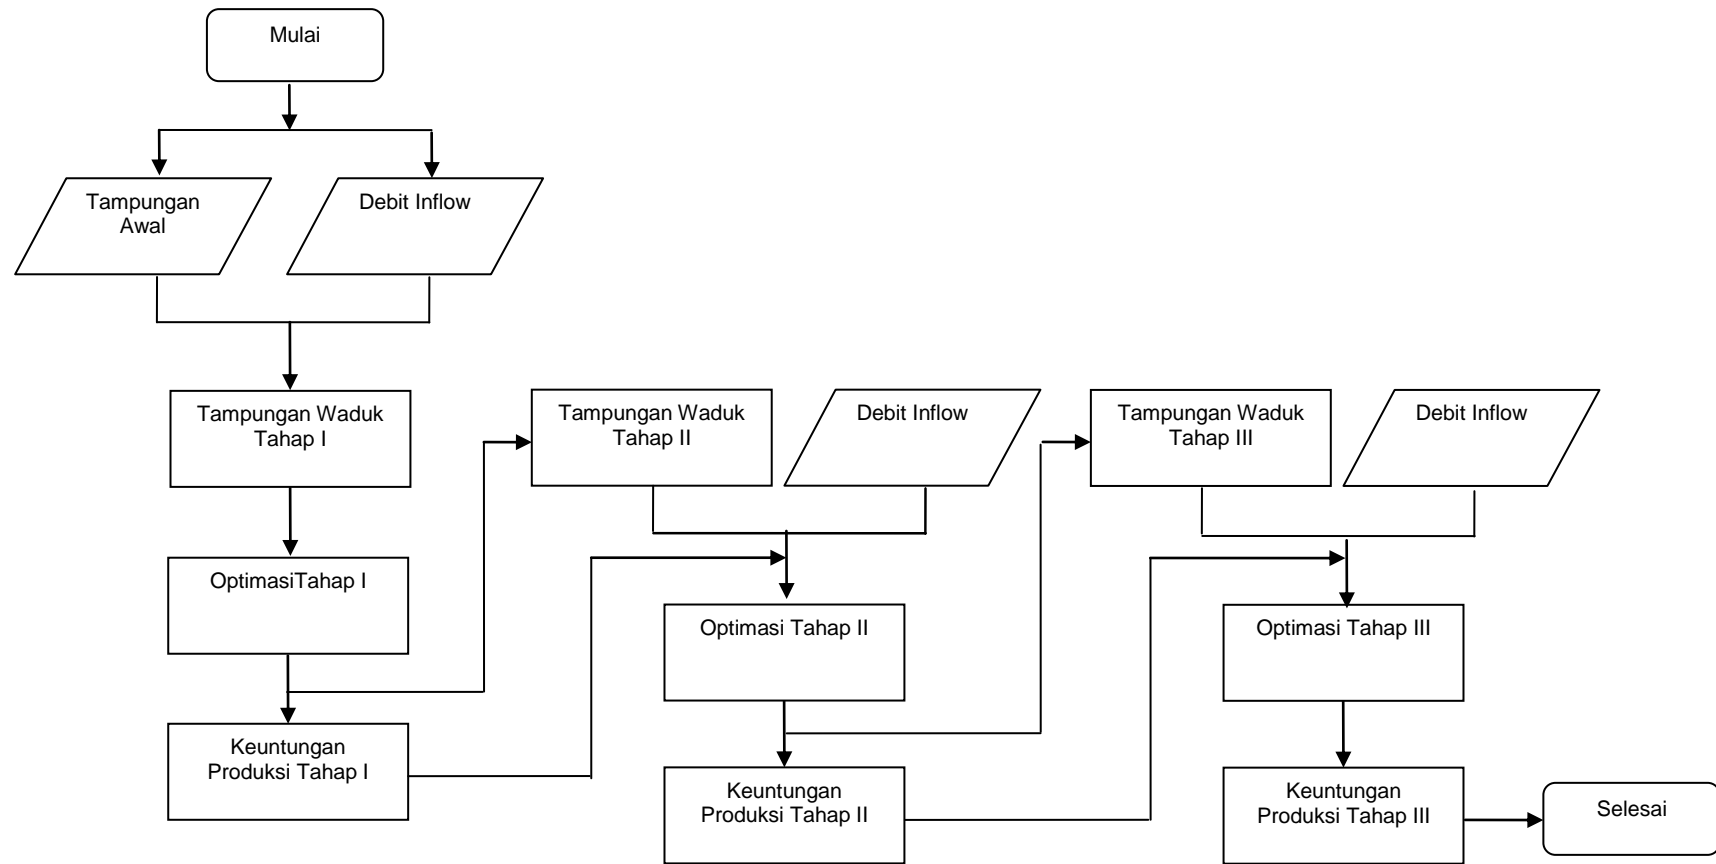 Mulai
Tampungan
Awal
Debit Inflow
Tampungan Waduk
Tahap I
OptimasiTahap I
Keuntungan
Produksi Tahap I
Tampungan Waduk
Tahap II
Debit Inflow
Optimasi Tahap II
Keuntungan
Produksi Tahap II
Tampungan Waduk
Tahap III
Debit Inflow
Optimasi Tahap III
Keuntungan
Produksi Tahap III
Selesai